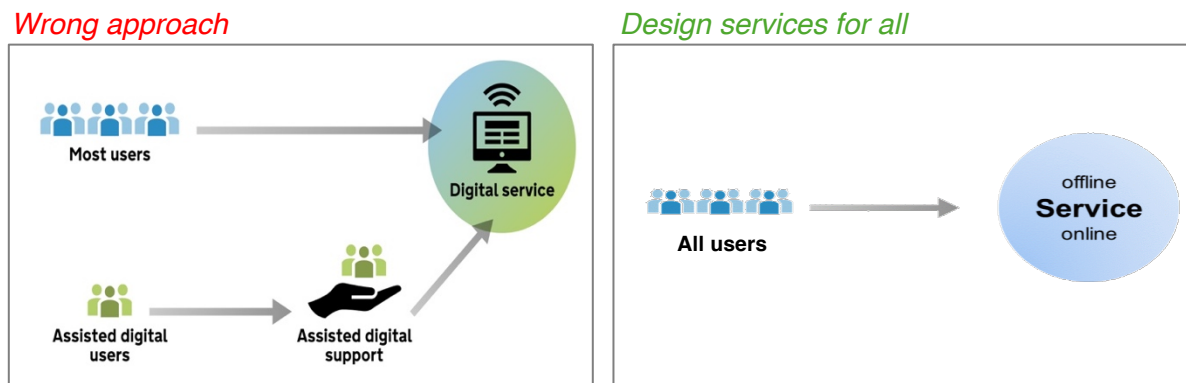 Wrong approach
Most users
Digital service
Assisted digital
users
Assisted digital
support
Design services for all
All users
offline
Service
online